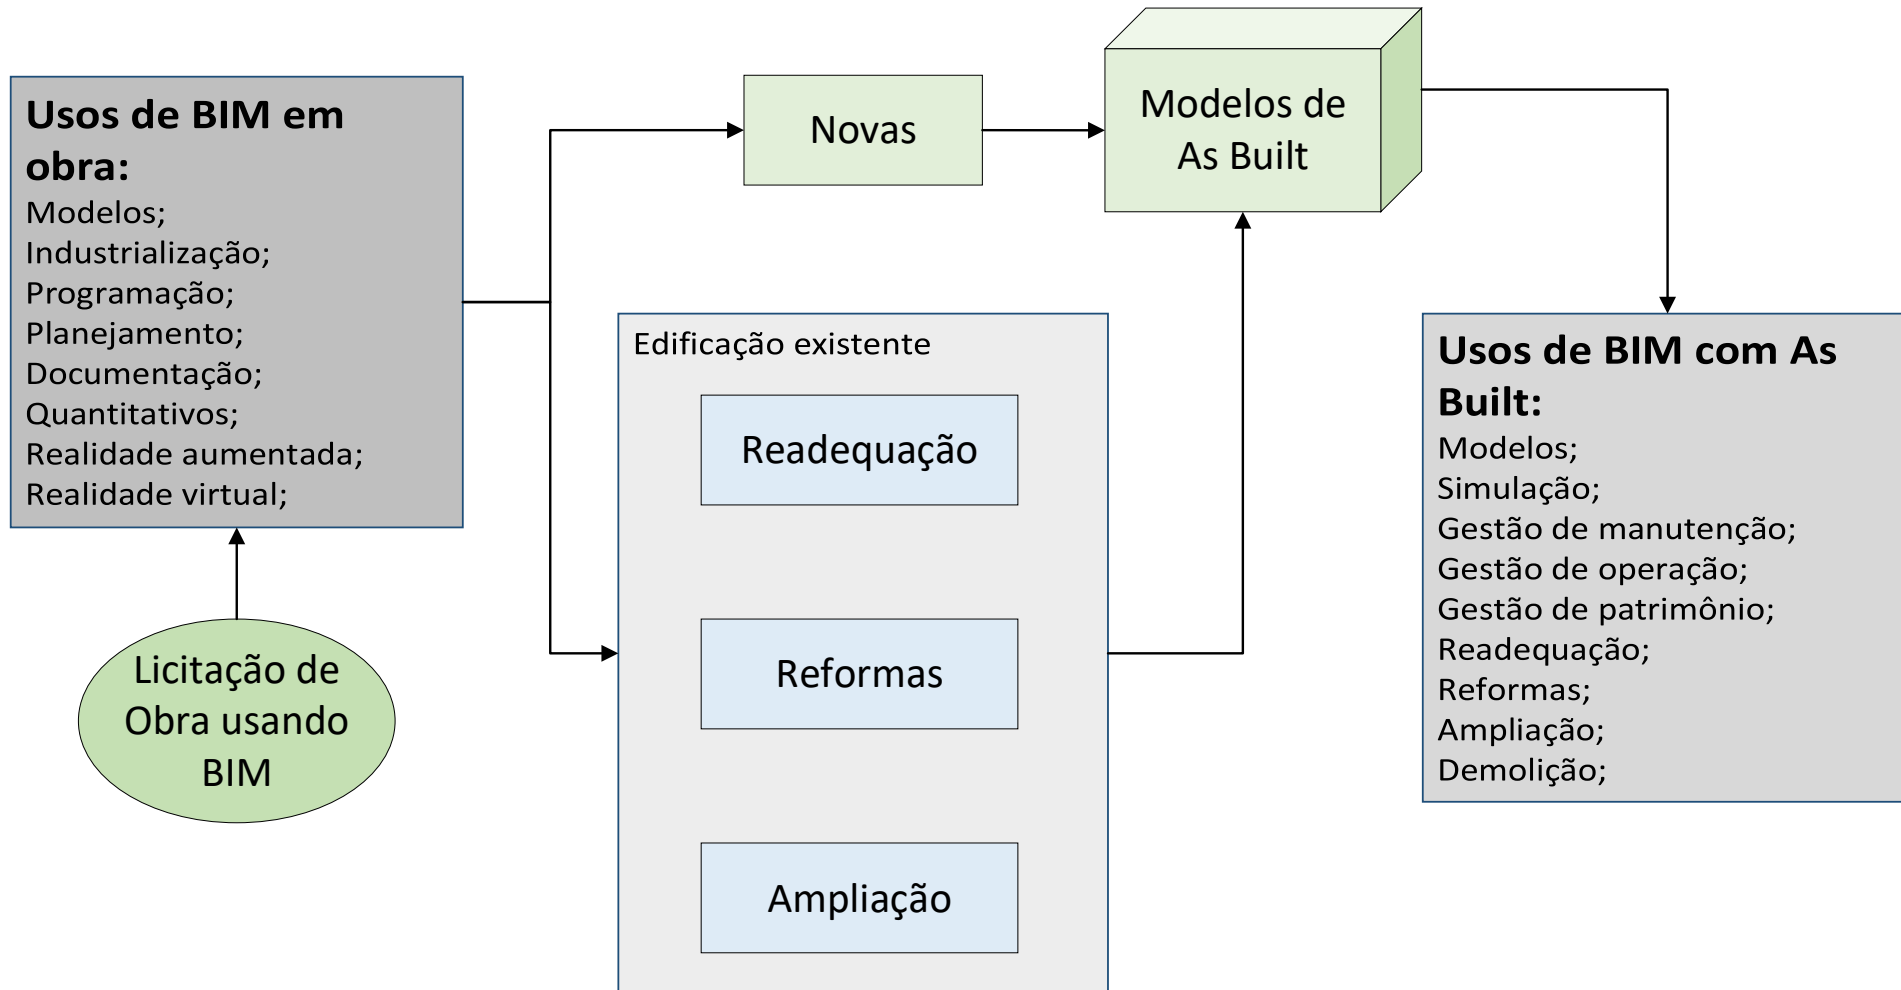 Usos de BIM em
obra:
Modelos;
Industrialização;
Programação;
Planejamento;
Documentação;
Quantitativos;
Realidade aumentada;
Realidade virtual;
Licitação de
Obra usando
BIM
Novas
Modelos de
As Built
Edificação existente
Readequação
Reformas
Ampliação
Usos de BIM com As
Built:
Modelos;
Simulação;
Gestão de manutenção;
Gestão de operação;
Gestão de patrimônio;
Readequação;
Reformas;
Ampliação;
Demolição;